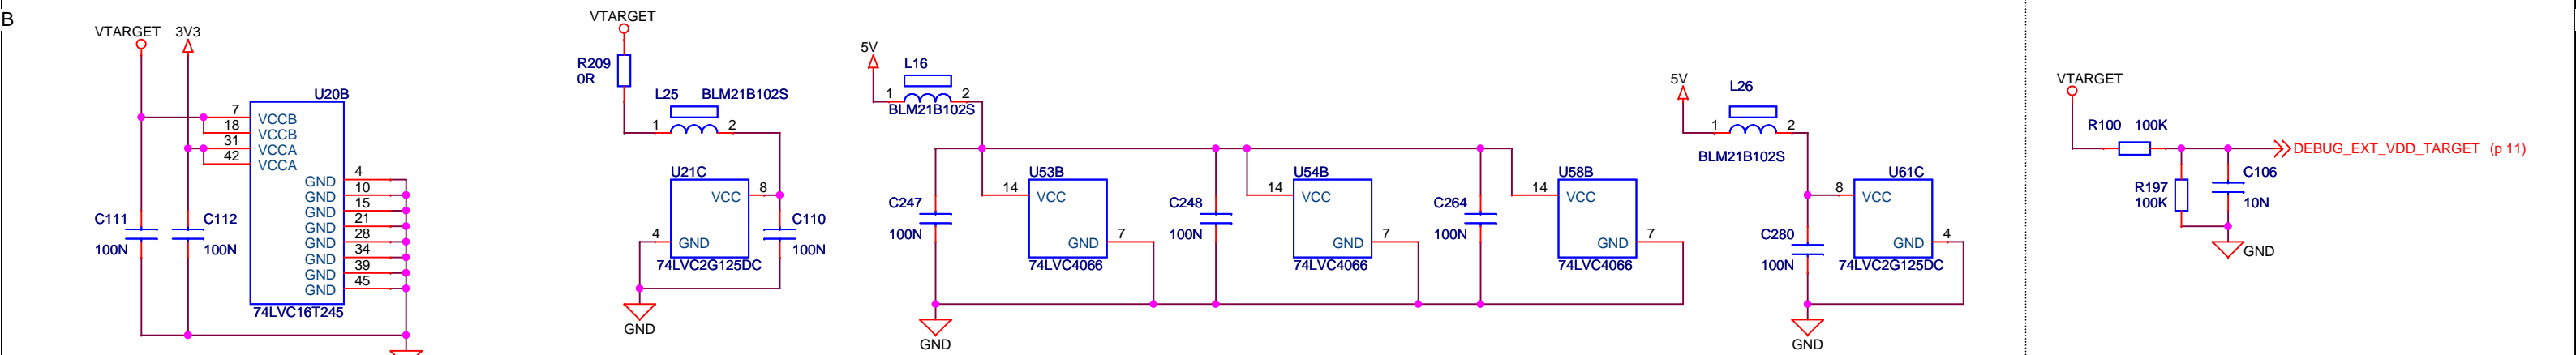 B
VTARGET 3V3
U20B
7 VCCB
18 VCCB
31 VCCA
42 VCCA
GND 4
GND 10
GND 15
GND 21
GND 28
GND 34
GND 39
GND 45
C111
100N
C112
100N
74LVC16T245
VTARGET
R209
0R
L25 BLM21B102S
1 2
U21C
VCC 8
4 GND
74LVC2G125DC
C110
100N
GND
5V
L16
1 2
BLM21B102S
C247
100N
U53B
14 VCC
GND 7
74LVC4066
C248
100N
U54B
14 VCC
GND 7
74LVC4066
C264
100N
U58B
14 VCC
GND 7
74LVC4066
GND
5V
L26
1 2
BLM21B102S
U61C
8 VCC
GND 4
74LVC2G125DC
C280
100N
GND
VTARGET
R100 100K
DEBUG_EXT_VDD_TARGET (p 11)
R197
100K
C106
10N
GND